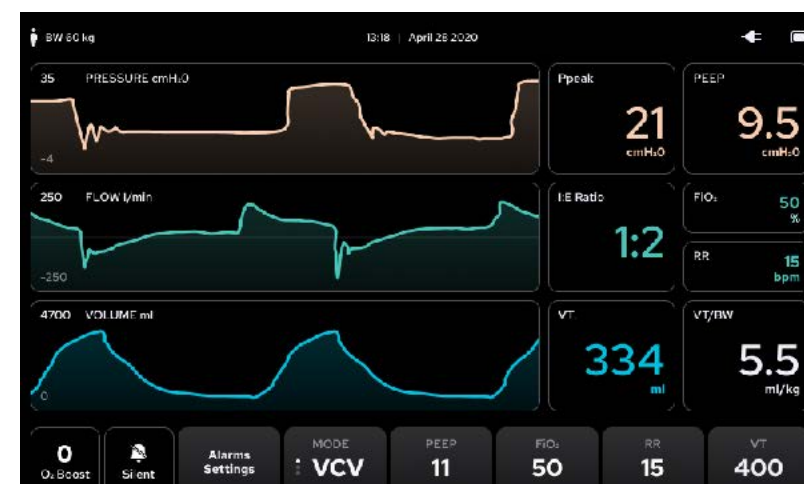 BW 60 kg
13:18 | April 28 2020
35 PRESSURE cmH₂O
-4
Ppeak
21
cmH₂O
PEEP
9.5
cmH₂O
250 FLOW l/min
-250
I:E Ratio
1:2
FiO₂
50
%
RR
15
bpm
4700 VOLUME ml
0
VT
334
ml
VT/BW
5.5
ml/kg
0
O₂ Boost
Silent
Alarms
Settings
MODE
VCV
PEEP
11
FiO₂
50
RR
15
VT
400